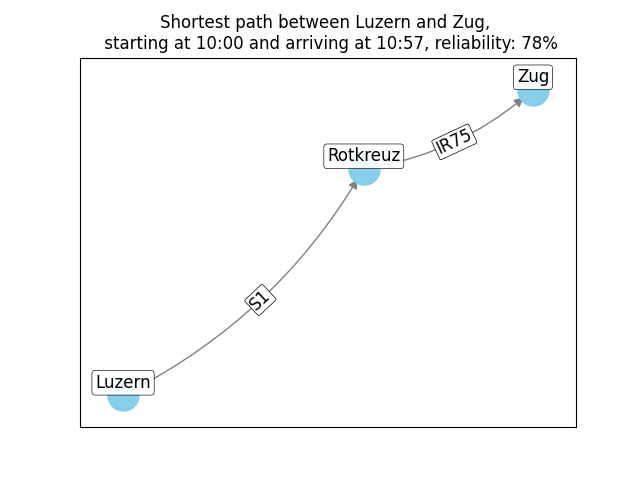 Shortest path between Luzern and Zug,
starting at 10:00 and arriving at 10:57, reliability: 78%
Zug
IR75
Rotkreuz
S1
Luzern